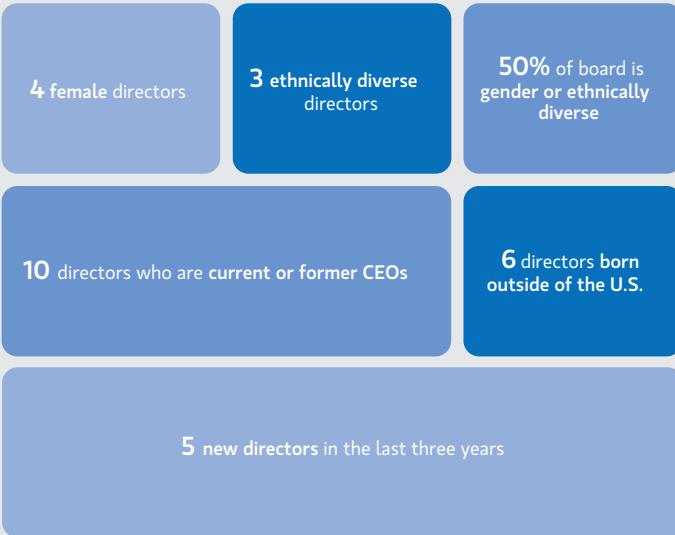 4 female directors
3 ethnically diverse
directors
50% of board is
gender or ethnically
diverse
10 directors who are current or former CEOs
6 directors born
outside of the U.S.
5 new directors in the last three years